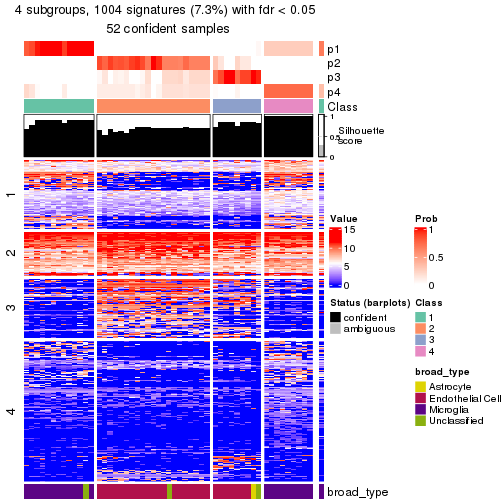 4 subgroups, 1004 signatures (7.3%) with fdr < 0.05
52 confident samples
p1
p2
p3
p4
Class
1
0.5
0
Silhouette
score
1
2
3
4
Value
15
10
5
0
Prob
1
0.5
0
Status (barplots)
confident
ambiguous
Class
1
2
3
4
broad_type
Astrocyte
Endothelial Cell
Microglia
Unclassified
broad_type